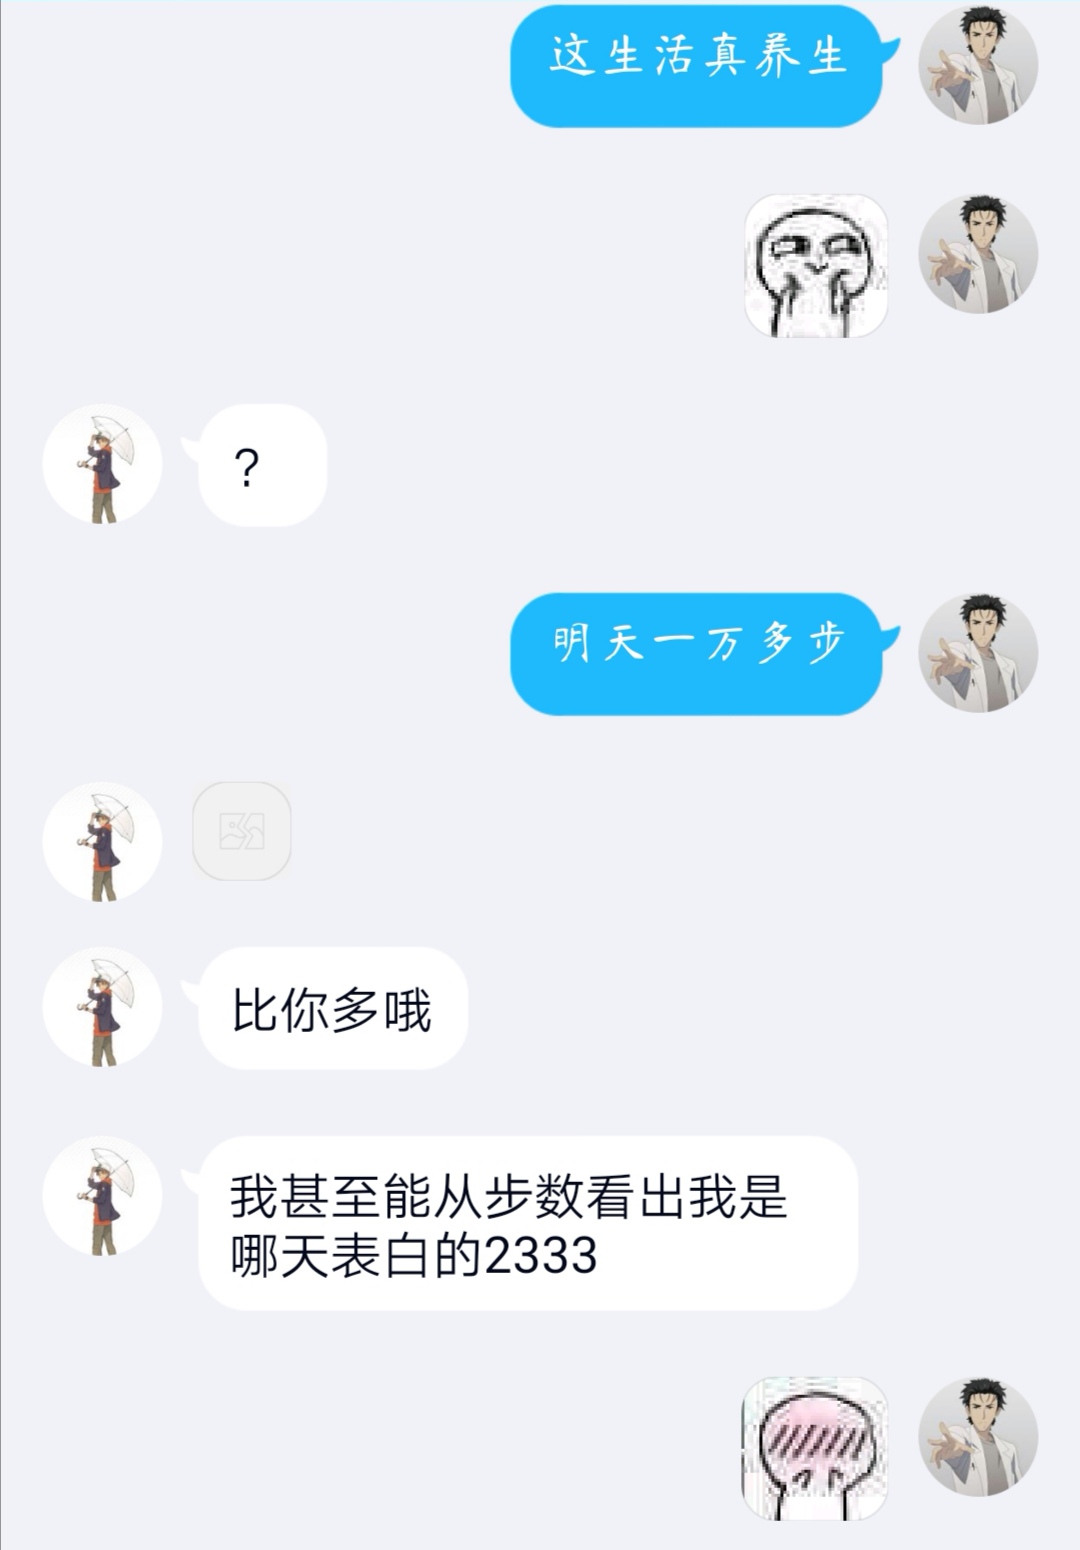 这生活真养生
?
明天一万多步
比你多哦
我甚至能从步数看出我是
哪天表白的2333